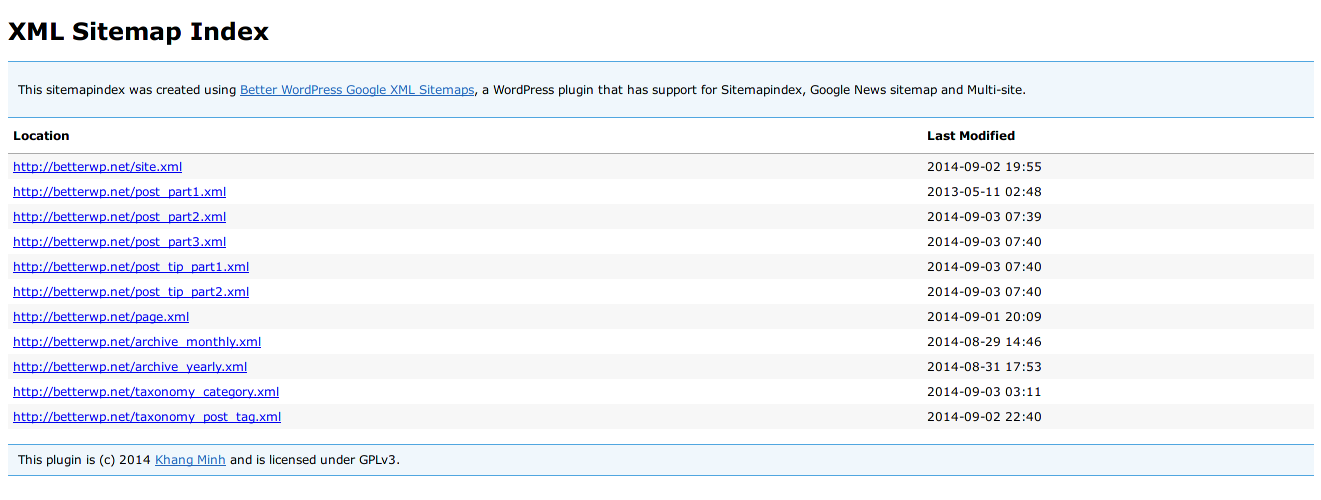 XML Sitemap Index
This sitemapindex was created using Better WordPress Google XML Sitemaps, a WordPress plugin that has support for Sitemapindex, Google News sitemap and Multi-site.
Location Last Modified
http://betterwp.net/site.xml 2014-09-02 19:55
http://betterwp.net/post_part1.xml 2013-05-11 02:48
http://betterwp.net/post_part2.xml 2014-09-03 07:39
http://betterwp.net/post_part3.xml 2014-09-03 07:40
http://betterwp.net/post_tip_part1.xml 2014-09-03 07:40
http://betterwp.net/post_tip_part2.xml 2014-09-03 07:40
http://betterwp.net/page.xml 2014-09-01 20:09
http://betterwp.net/archive_monthly.xml 2014-08-29 14:46
http://betterwp.net/archive_yearly.xml 2014-08-31 17:53
http://betterwp.net/taxonomy_category.xml 2014-09-03 03:11
http://betterwp.net/taxonomy_post_tag.xml 2014-09-02 22:40
This plugin is (c) 2014 Khang Minh and is licensed under GPLv3.